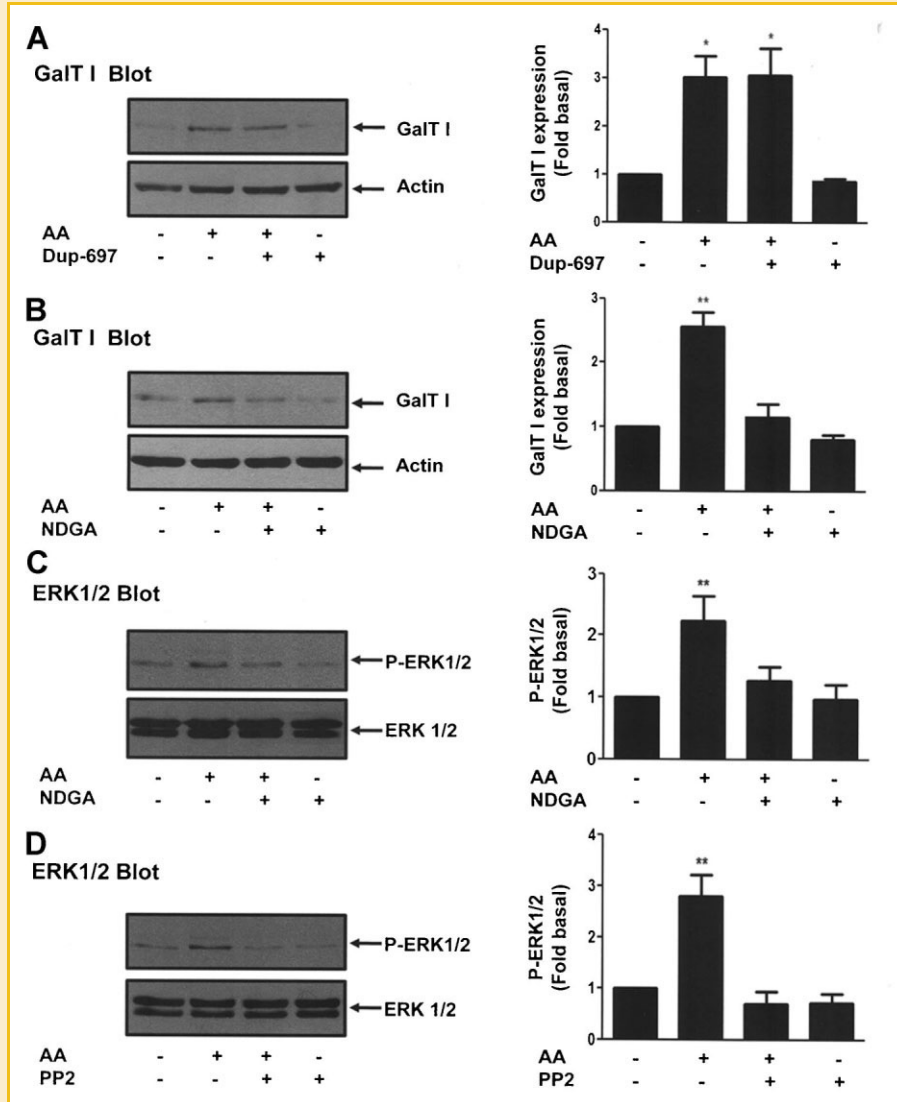 A
GalT I Blot
GalT I
Actin
AA - + + -
Dup-697 - - + +
GalT I expression
(Fold basal)
4
3
2
1
0
* *
AA - + + -
Dup-697 - - + +
B
GalT I Blot
GalT I
Actin
AA - + + -
NDGA - - + +
GalT I expression
(Fold basal)
3
2
1
0
**
AA - + + -
NDGA - - + +
C
ERK1/2 Blot
P-ERK1/2
ERK 1/2
AA - + + -
NDGA - - + +
P-ERK1/2
(Fold basal)
3
2
1
0
**
AA - + + -
NDGA - - + +
D
ERK1/2 Blot
P-ERK1/2
ERK 1/2
AA - + + -
PP2 - - + +
P-ERK1/2
(Fold basal)
4
3
2
1
0
**
AA - + + -
PP2 - - + +